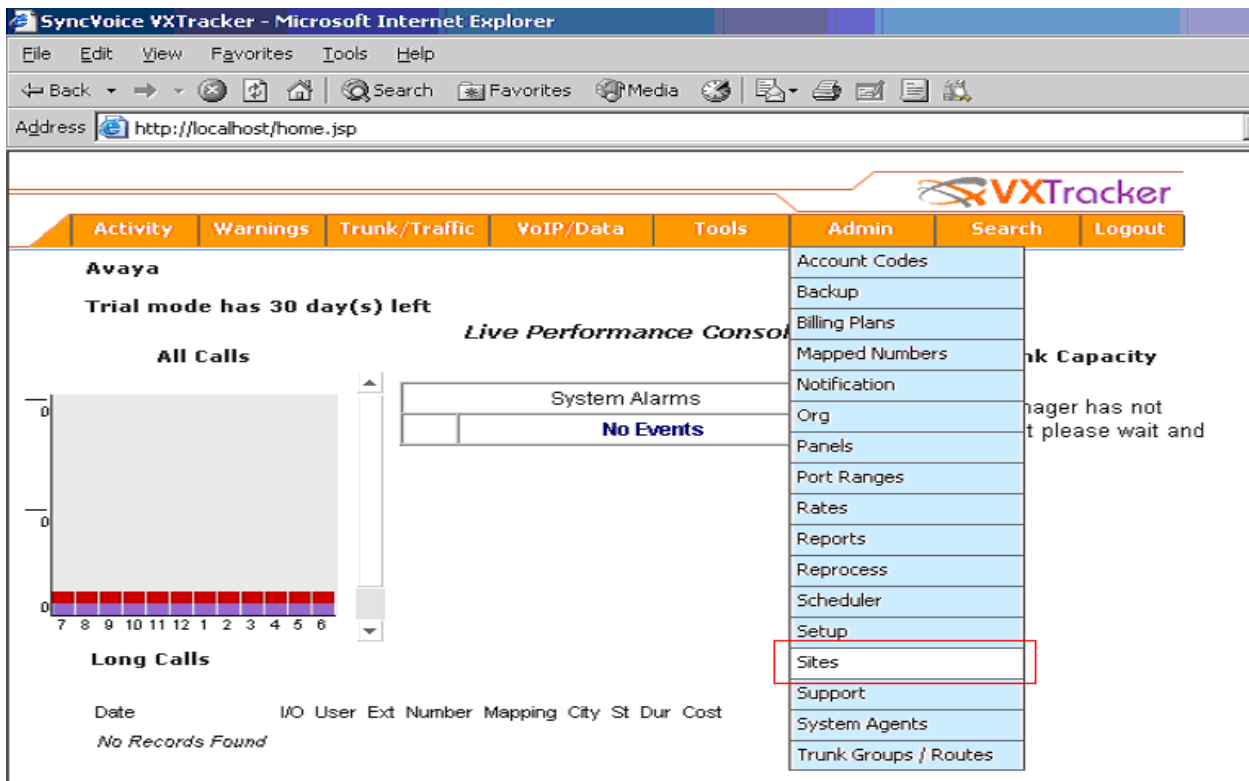 SyncVoice VXTracker - Microsoft Internet Explorer
File Edit View Favorites Tools Help
Back Search Favorites Media
Address http://localhost/home.jsp
VXTracker
Activity Warnings Trunk/Traffic VoIP/Data Tools Admin Search Logout
Avaya
Trial mode has 30 day(s) left
Live Performance Consol
All Calls
nk Capacity
System Alarms
No Events
nager has not
t please wait and
0
0
0
7 8 9 10 11 12 1 2 3 4 5 6
Account Codes
Backup
Billing Plans
Mapped Numbers
Notification
Org
Panels
Port Ranges
Rates
Reports
Reprocess
Scheduler
Setup
Sites
Support
System Agents
Trunk Groups / Routes
Long Calls
Date I/O User Ext Number Mapping City St Dur Cost
No Records Found